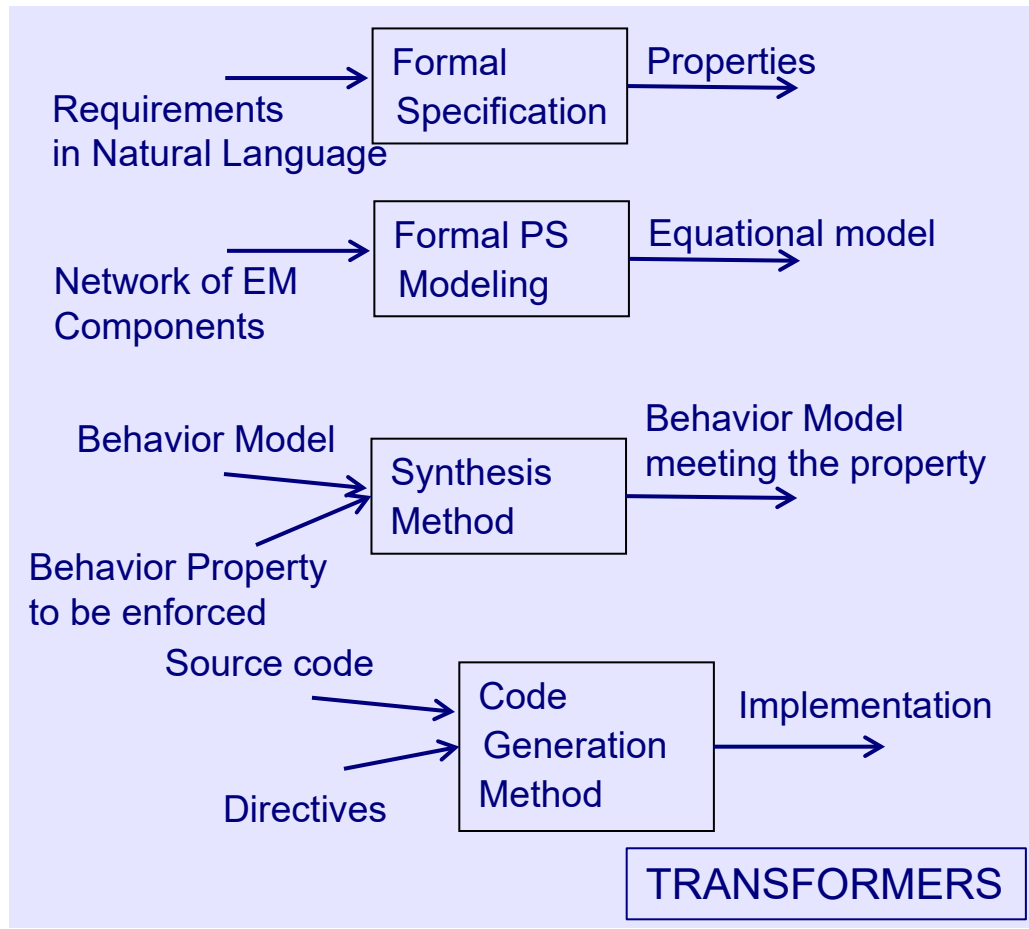 Formal
Specification
Properties
Requirements
in Natural Language
Formal PS
Modeling
Equational model
Network of EM
Components
Behavior Model
Synthesis
Method
Behavior Model
meeting the property
Behavior Property
to be enforced
Source code
Code
Generation
Method
Implementation
Directives
TRANSFORMERS